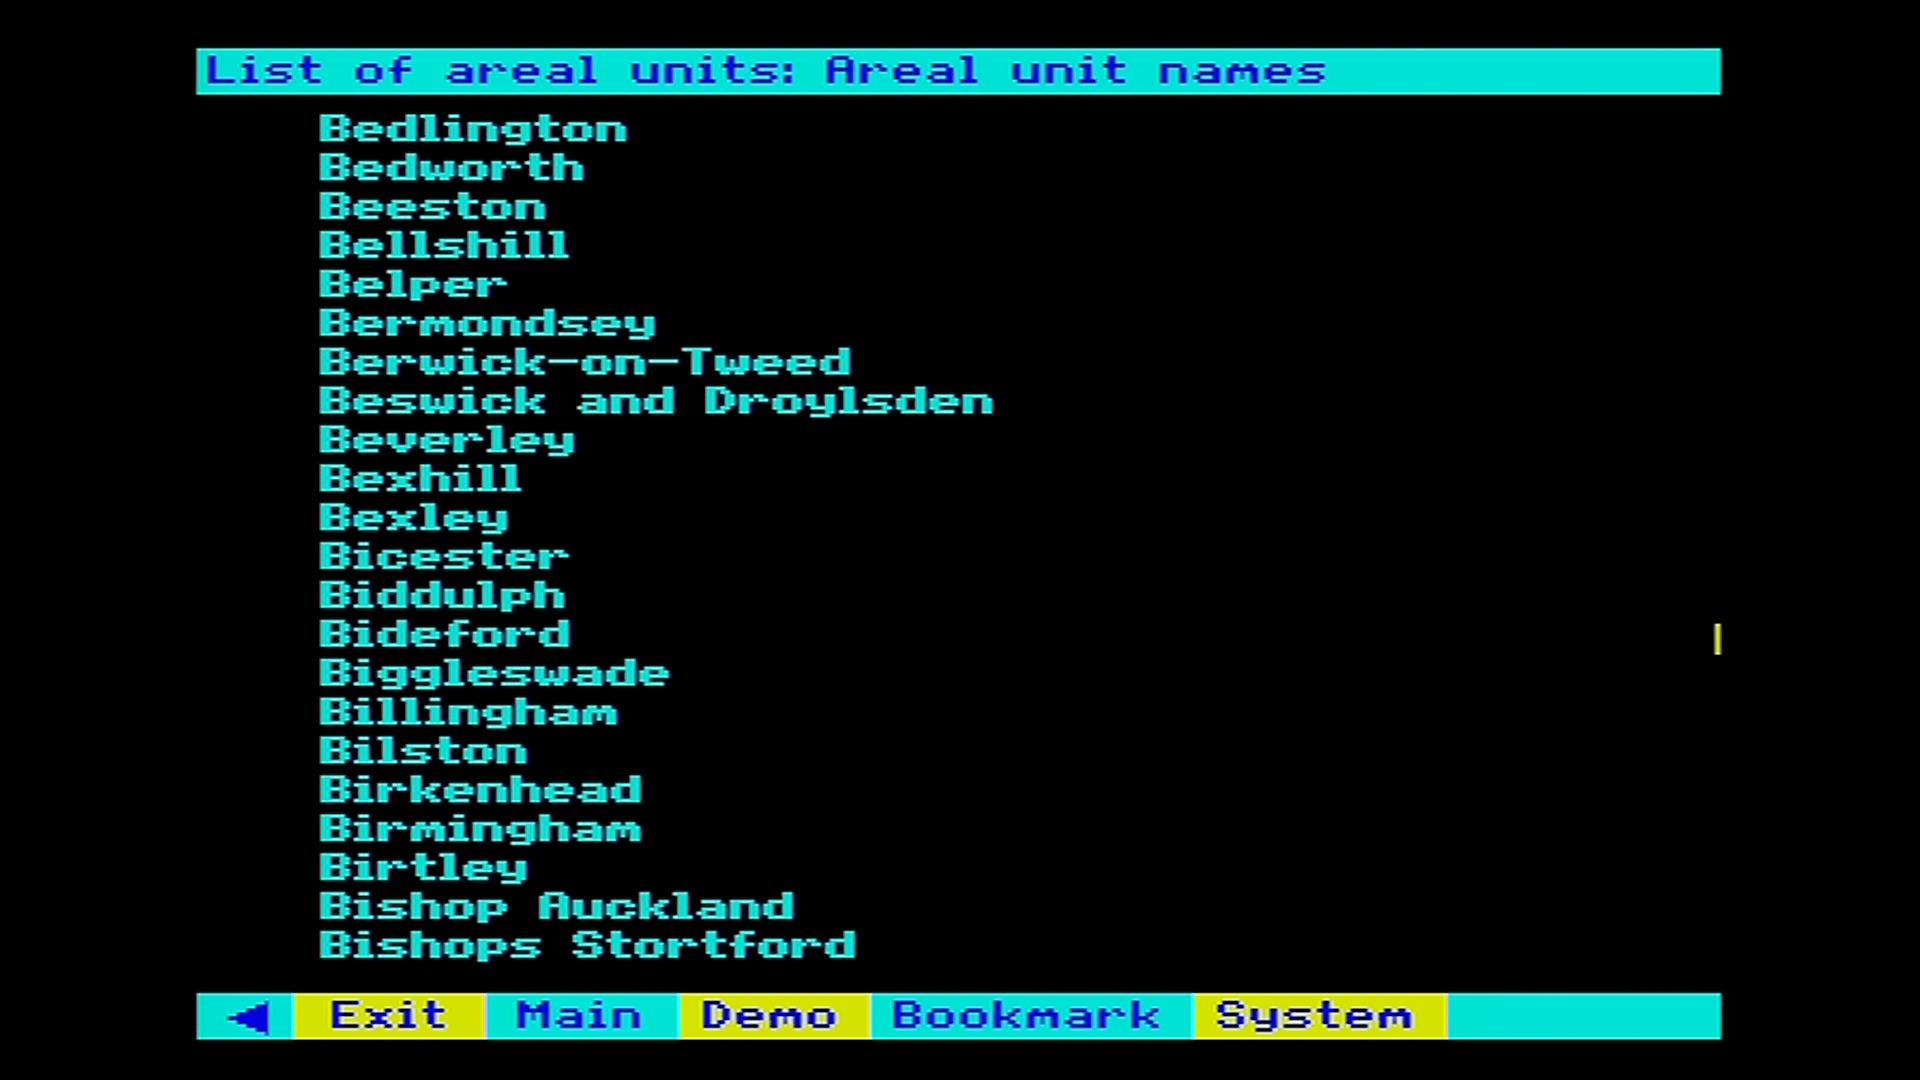 List of areal units: Areal unit names
Bedlington
Bedworth
Beeston
Bellshill
Belper
Bermondsey
Berwick-on-Tweed
Beswick and Droylsden
Beverley
Bexhill
Bexley
Bicester
Biddulph
Bideford
Biggleswade
Billingham
Bilston
Birkenhead
Birmingham
Birtley
Bishop Auckland
Bishops Stortford
Exit Main Demo Bookmark System